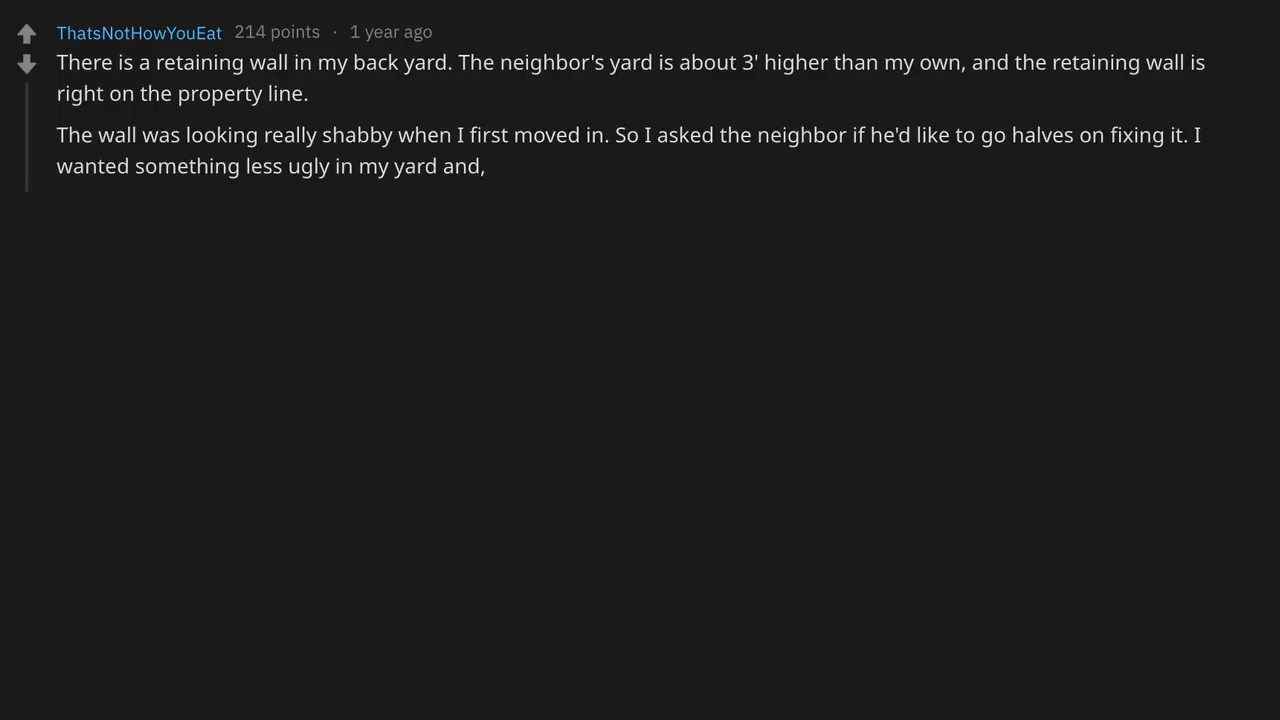 ThatsNotHowYouEat 214 points · 1 year ago
There is a retaining wall in my back yard. The neighbor's yard is about 3' higher than my own, and the retaining wall is
right on the property line.
The wall was looking really shabby when I first moved in. So I asked the neighbor if he'd like to go halves on fixing it. I
wanted something less ugly in my yard and,